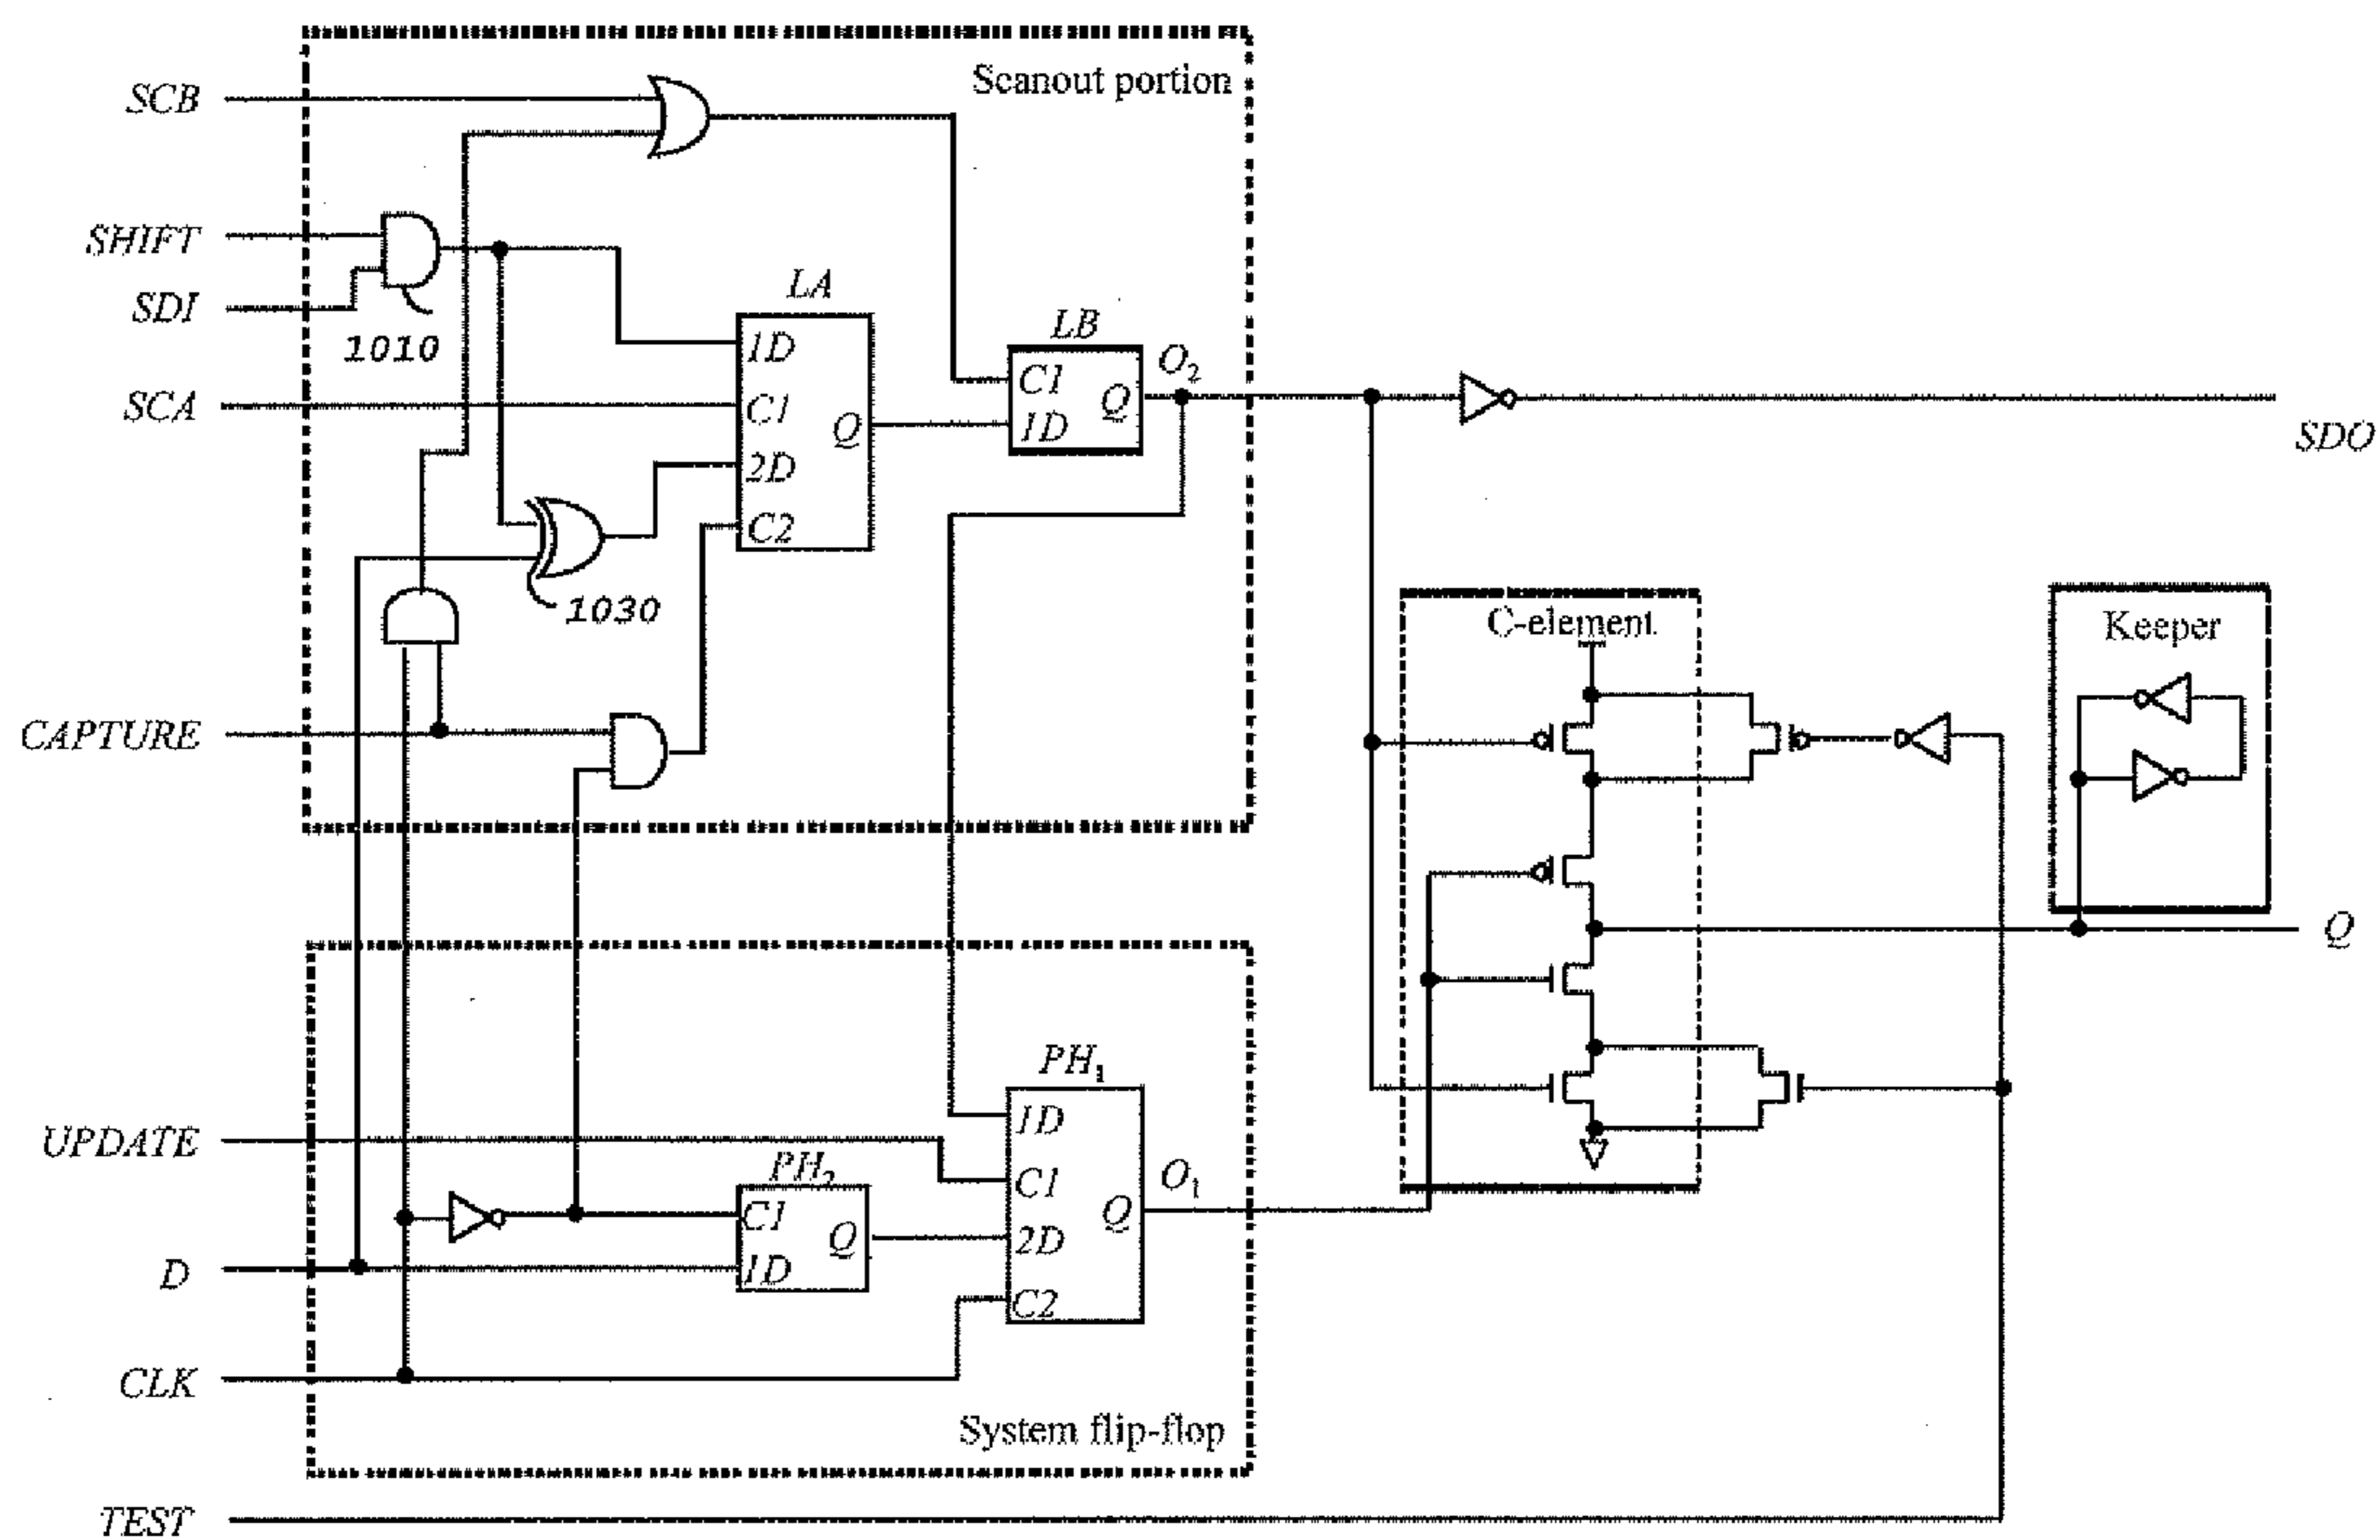 SCB
Scanout portion
SHIFT
SDI
1010
LA
1D
C1
2D
C2
Q
LB
C1
1D
Q
O2
SCA
SDO
1030
CAPTURE
C-element
Keeper
Q
UPDATE
PH2
C1
1D
Q
PH1
1D
C1
2D
C2
Q
O1
D
CLK
System flip-flop
TEST